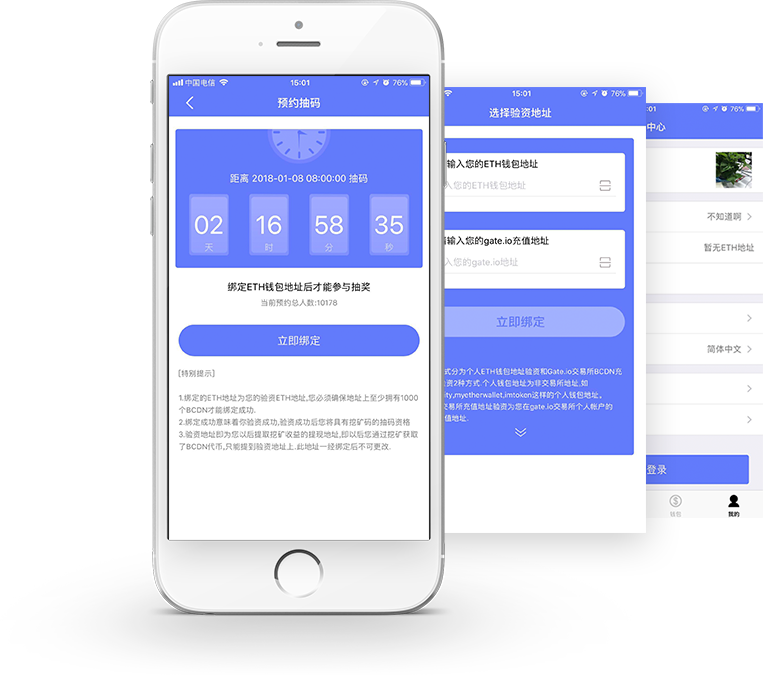 中国电信
15:01
76%
预约抽码
距离 2018-01-08 08:00:00 抽码
02
16
58
35
天
时
分
秒
绑定ETH钱包地址后才能参与抽奖
当前预约总人数:10178
立即绑定
[特别提示]
1.绑定的ETH地址为您的验资ETH地址,您必须确保地址上至少拥有1000
个BCDN才能绑定成功.
2.绑定成功意味着你验资成功,验资成功后您将具有挖矿码的抽码资格
3.验资地址即为您以后提取挖矿收益的提现地址,即以后您通过挖矿获取
了BCDN代币,只能提到验资地址上.此地址一经绑定后不可更改.
15:01
76%
选择验资地址
输入您的ETH钱包地址
入您的ETH钱包地址
输入您的gate.io充值地址
入您的gate.io地址
立即绑定
式分为个人ETH钱包地址验资和Gate.io交易所BCDN充
资2种方式.个人钱包地址为非交易所地址,如
ity,myetherwallet,imtoken这样的个人钱包地址。
交易所充值地址验资为您在gate.io交易所个人帐户的
值地址.
:01
76%
中心
不知道啊
暂无ETH地址
简体中文
登录
钱包
我的